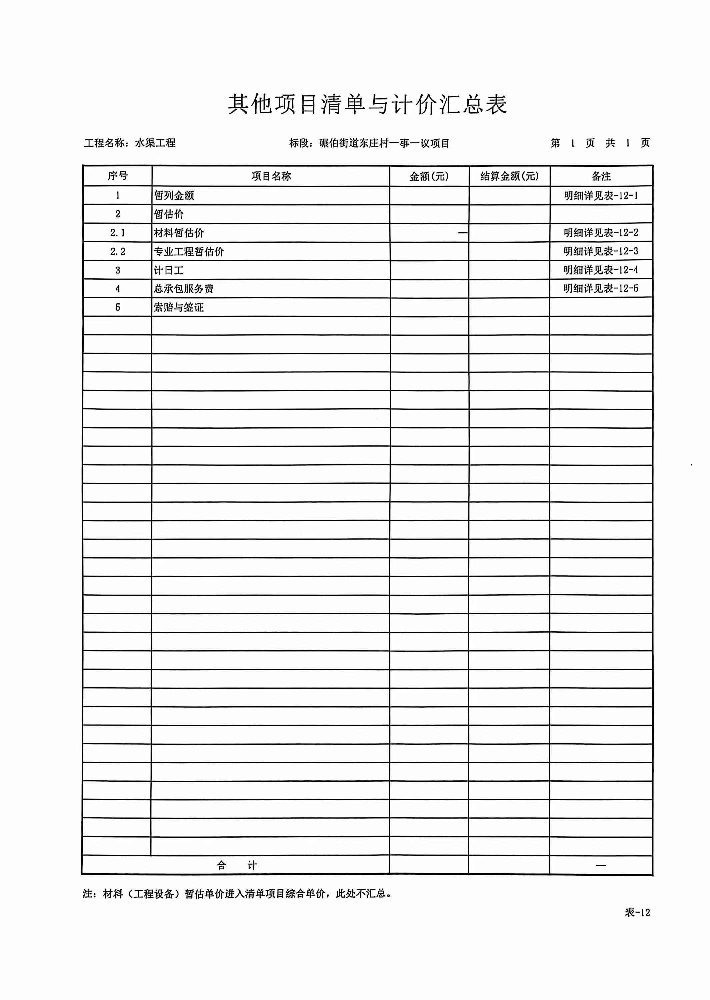 其他项目清单与计价汇总表
工程名称：水渠工程 标段：碾伯街道东庄村一事一议项目 第 1 页 共 1 页
序号 项目名称 金额(元) 结算金额(元) 备注
1 暂列金额 明细详见表-12-1
2 暂估价
2.1 材料暂估价 — 明细详见表-12-2
2.2 专业工程暂估价 明细详见表-12-3
3 计日工 明细详见表-12-4
4 总承包服务费 明细详见表-12-5
5 索赔与签证
合 计 —
注：材料（工程设备）暂估单价进入清单项目综合单价，此处不汇总。
表-12